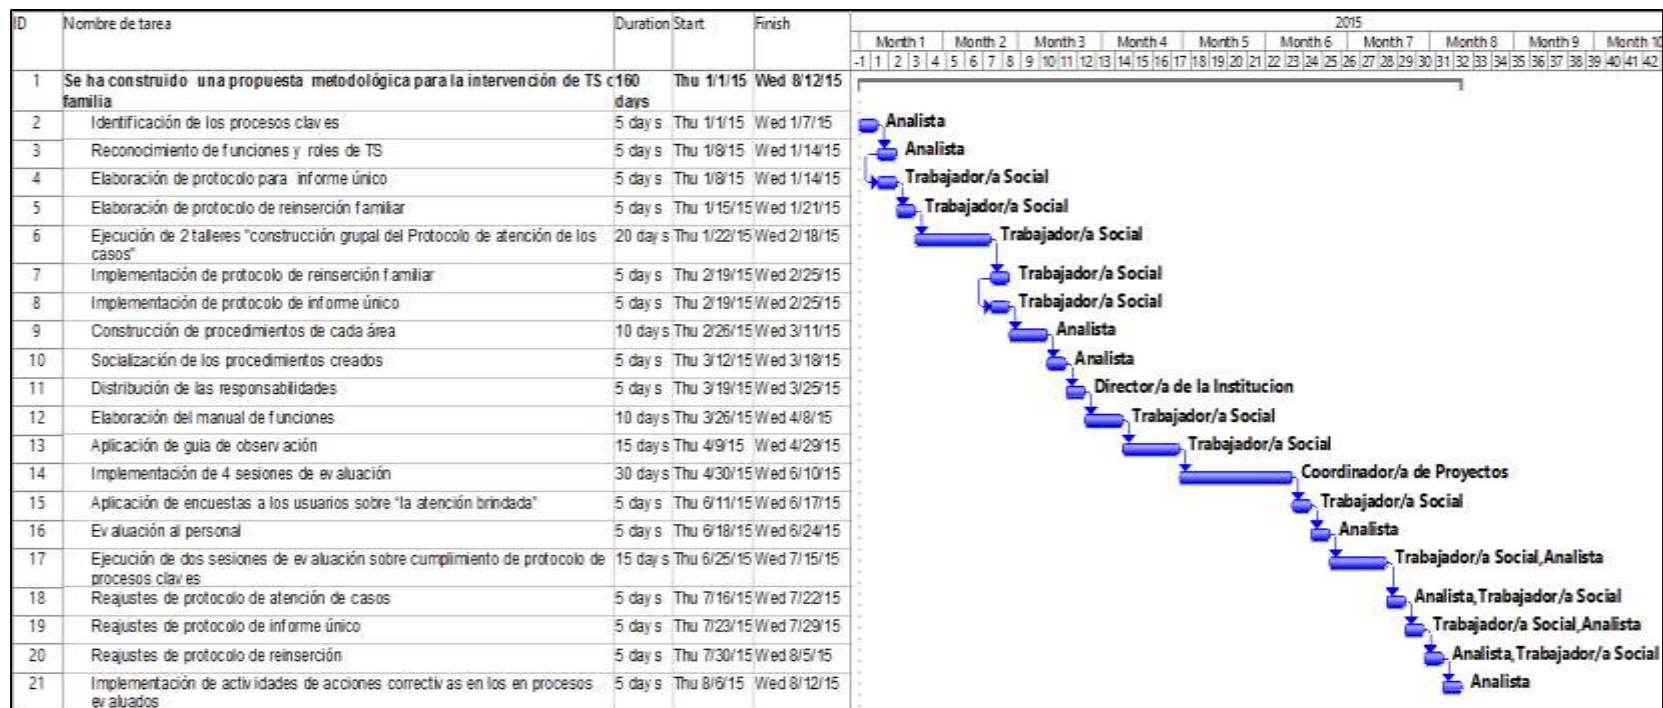 ID Nombre de tarea Duration Start Finish 2015
Month 1 Month 2 Month 3 Month 4 Month 5 Month 6 Month 7 Month 8 Month 9 Month 10
-1 1 2 3 4 5 6 7 8 9 10 11 12 13 14 15 16 17 18 19 20 21 22 23 24 25 26 27 28 29 30 31 32 33 34 35 36 37 38 39 40 41 42
1 Se ha construido una propuesta metodológica para la intervención de TS c 160 Thu 1/1/15 Wed 8/12/15
familia days
2 Identificación de los procesos claves 5 days Thu 1/1/15 Wed 1/7/15 Analista
3 Reconocimiento de funciones y roles de TS 5 days Thu 1/8/15 Wed 1/14/15 Analista
4 Elaboración de protocolo para informe único 5 days Thu 1/8/15 Wed 1/14/15 Trabajador/a Social
5 Elaboración de protocolo de reinserción familiar 5 days Thu 1/15/15 Wed 1/21/15 Trabajador/a Social
6 Ejecución de 2 talleres "construcción grupal del Protocolo de atención de los 20 days Thu 1/22/15 Wed 2/18/15 Trabajador/a Social
casos"
7 Implementación de protocolo de reinserción familiar 5 days Thu 2/19/15 Wed 2/25/15 Trabajador/a Social
8 Implementación de protocolo de informe único 5 days Thu 2/19/15 Wed 2/25/15 Trabajador/a Social
9 Construcción de procedimientos de cada área 10 days Thu 2/26/15 Wed 3/11/15 Analista
10 Socialización de los procedimientos creados 5 days Thu 3/12/15 Wed 3/18/15 Analista
11 Distribución de las responsabilidades 5 days Thu 3/19/15 Wed 3/25/15 Director/a de la Institucion
12 Elaboración del manual de funciones 10 days Thu 3/26/15 Wed 4/8/15 Trabajador/a Social
13 Aplicación de guia de observación 15 days Thu 4/9/15 Wed 4/29/15 Trabajador/a Social
14 Implementación de 4 sesiones de evaluación 30 days Thu 4/30/15 Wed 6/10/15 Coordinador/a de Proyectos
15 Aplicación de encuestas a los usuarios sobre "la atención brindada" 5 days Thu 6/11/15 Wed 6/17/15 Trabajador/a Social
16 Evaluación al personal 5 days Thu 6/18/15 Wed 6/24/15 Analista
17 Ejecución de dos sesiones de evaluación sobre cumplimiento de protocolo de 15 days Thu 6/25/15 Wed 7/15/15 Trabajador/a Social,Analista
procesos claves
18 Reajustes de protocolo de atención de casos 5 days Thu 7/16/15 Wed 7/22/15 Analista,Trabajador/a Social
19 Reajustes de protocolo de informe único 5 days Thu 7/23/15 Wed 7/29/15 Trabajador/a Social,Analista
20 Reajustes de protocolo de reinserción 5 days Thu 7/30/15 Wed 8/5/15 Analista,Trabajador/a Social
21 Implementación de actividades de acciones correctivas en los en procesos 5 days Thu 8/6/15 Wed 8/12/15 Analista
evaluados